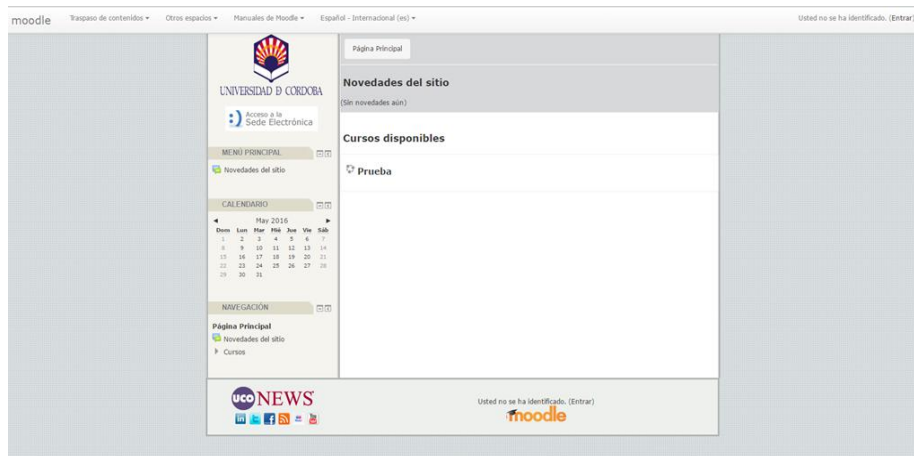 moodle Traspaso de contenidos Otros espacios Manuales de Moodle Español - Internacional (es) Usted no se ha identificado. (Entrar)
UNIVERSIDAD Ð CORDOBA
Acceso a la
Sede Electrónica
MENÚ PRINCIPAL
Novedades del sitio
CALENDARIO
May 2016
Dom Lun Mar Mié Jue Vie Sáb
1 2 3 4 5 6 7
8 9 10 11 12 13 14
15 16 17 18 19 20 21
22 23 24 25 26 27 28
29 30 31
NAVEGACIÓN
Página Principal
Novedades del sitio
Cursos
Página Principal
Novedades del sitio
(Sin novedades aún)
Cursos disponibles
Prueba
uco NEWS
Usted no se ha identificado. (Entrar)
moodle